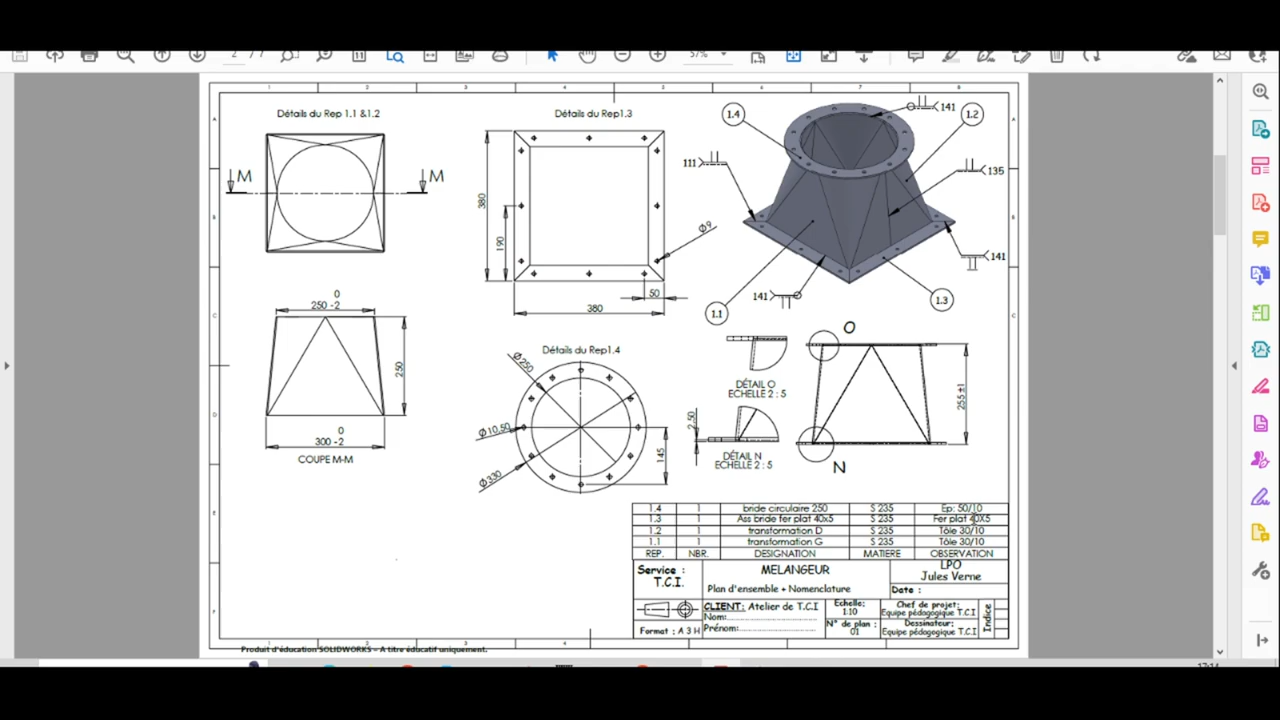 2 / 7
57%
Détails du Rep 1.1 &1.2
M
M
0
250 -2
250
0
300 -2
COUPE M-M
Détails du Rep1.3
380
190
Ø9
50
380
Détails du Rep1.4
Ø250
Ø10,50
Ø330
145
1.4
141
1.2
111
135
141
141
1.1
1.3
DÉTAIL O
ECHELLE 2 : 5
2,50
DÉTAIL N
ECHELLE 2 : 5
O
255 ±1
N
1.4 1 bride circulaire 250 S 235 Ep: 50/10
1.3 1 Ass bride fer plat 40x5 S 235 Fer plat 40X5
1.2 1 transformation D S 235 Tôle 30/10
1.1 1 transformation G S 235 Tôle 30/10
REP. NBR. DESIGNATION MATIERE OBSERVATION
Service :
T.C.I.
MELANGEUR
Plan d'ensemble + Nomenclature
LPO
Jules Verne
Date :
CLIENT: Atelier de T.C.I
Nom:
Prénom:
Format : A 3 H
Echelle:
1:10
N° de plan :
01
Chef de projet:
Equipe pédagogique T.C.I
Dessinateur:
Equipe pédagogique T.C.I
Indice
Produit d'éducation SOLIDWORKS – A titre éducatif uniquement.